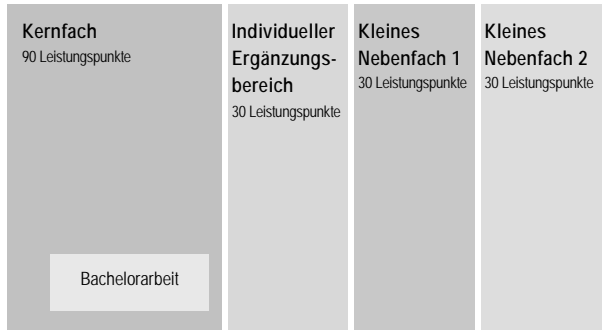 Kernfach
90 Leistungspunkte
Bachelorarbeit
Individueller
Ergänzungs-
bereich
30 Leistungspunkte
Kleines
Nebenfach 1
30 Leistungspunkte
Kleines
Nebenfach 2
30 Leistungspunkte